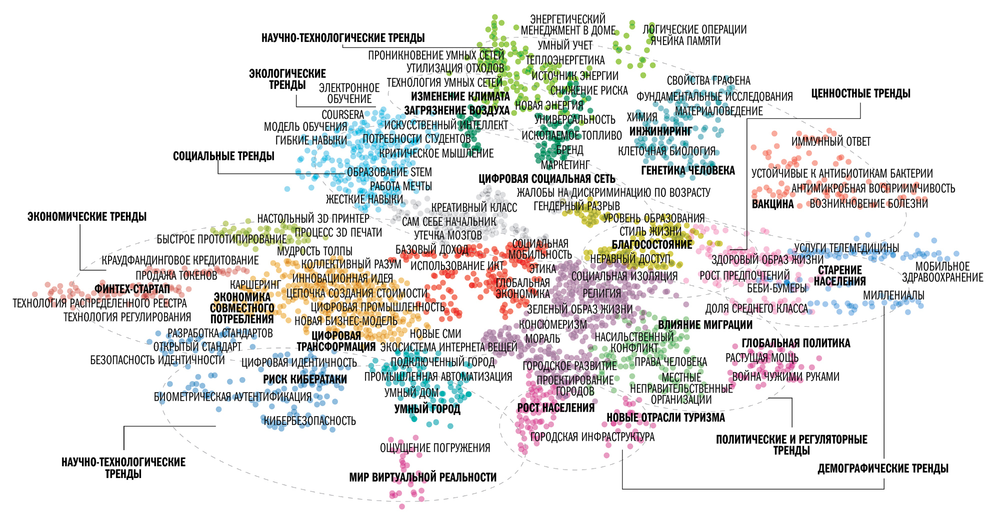 ЭНЕРГЕТИЧЕСКИЙ
МЕНЕДЖМЕНТ В ДОМЕ
ЛОГИЧЕСКИЕ ОПЕРАЦИИ
ЯЧЕЙКА ПАМЯТИ
НАУЧНО-ТЕХНОЛОГИЧЕСКИЕ ТРЕНДЫ
УМНЫЙ УЧЕТ
ПРОНИКНОВЕНИЕ УМНЫХ СЕТЕЙ
ТЕПЛОЭНЕРГЕТИКА
УТИЛИЗАЦИЯ ОТХОДОВ
ЭКОЛОГИЧЕСКИЕ
ТРЕНДЫ
ИСТОЧНИК ЭНЕРГИИ
СВОЙСТВА ГРАФЕНА
ТЕХНОЛОГИЯ УМНЫХ СЕТЕЙ
ЭЛЕКТРОННОЕ
ОБУЧЕНИЕ
СНИЖЕНИЕ РИСКА
ЦЕННОСТНЫЕ ТРЕНДЫ
ИЗМЕНЕНИЕ КЛИМАТА
ФУНДАМЕНТАЛЬНЫЕ ИССЛЕДОВАНИЯ
НОВАЯ ЭНЕРГИЯ
ЗАГРЯЗНЕНИЕ ВОЗДУХА
МАТЕРИАЛОВЕДЕНИЕ
COURSERA
ХИМИЯ
УНИВЕРСАЛЬНОСТЬ
МОДЕЛЬ ОБУЧЕНИЯ
ИСКУССТВЕННЫЙ ИНТЕЛЛЕКТ
ИНЖИНИРИНГ
ИСКОПАЕМОЕ ТОПЛИВО
ГИБКИЕ НАВЫКИ
ПОТРЕБНОСТИ СТУДЕНТОВ
ИММУННЫЙ ОТВЕТ
БРЕНД
КЛЕТОЧНАЯ БИОЛОГИЯ
КРИТИЧЕСКОЕ МЫШЛЕНИЕ
СОЦИАЛЬНЫЕ ТРЕНДЫ
МАРКЕТИНГ
ГЕНЕТИКА ЧЕЛОВЕКА
ОБРАЗОВАНИЕ STEM
УСТОЙЧИВЫЕ К АНТИБИОТИКАМ БАКТЕРИИ
ЦИФРОВАЯ СОЦИАЛЬНАЯ СЕТЬ
РАБОТА МЕЧТЫ
АНТИМИКРОБНАЯ ВОСПРИИМЧИВОСТЬ
ЖАЛОБЫ НА ДИСКРИМИНАЦИЮ ПО ВОЗРАСТУ
ЖЕСТКИЕ НАВЫКИ
ВАКЦИНА
ВОЗНИКНОВЕНИЕ БОЛЕЗНИ
КРЕАТИВНЫЙ КЛАСС
ГЕНДЕРНЫЙ РАЗРЫВ
ЭКОНОМИЧЕСКИЕ ТРЕНДЫ
НАСТОЛЬНЫЙ 3D ПРИНТЕР
САМ СЕБЕ НАЧАЛЬНИК
УРОВЕНЬ ОБРАЗОВАНИЯ
ПРОЦЕСС 3D ПЕЧАТИ
УТЕЧКА МОЗГОВ
СТИЛЬ ЖИЗНИ
БЫСТРОЕ ПРОТОТИПИРОВАНИЕ
СОЦИАЛЬНАЯ
МОБИЛЬНОСТЬ
БЛАГОСОСТОЯНИЕ
УСЛУГИ ТЕЛЕМЕДИЦИНЫ
МУДРОСТЬ ТОЛПЫ
БАЗОВЫЙ ДОХОД
КРАУДФАНДИНГОВОЕ КРЕДИТОВАНИЕ
НЕРАВНЫЙ ДОСТУП
ЗДОРОВЫЙ ОБРАЗ ЖИЗНИ
КОЛЛЕКТИВНЫЙ РАЗУМ
ИСПОЛЬЗОВАНИЕ ИКТ
ЭТИКА
СТАРЕНИЕ
НАСЕЛЕНИЯ
МОБИЛЬНОЕ
ЗДРАВООХРАНЕНИЕ
ПРОДАЖА ТОКЕНОВ
ИННОВАЦИОННАЯ ИДЕЯ
СОЦИАЛЬНАЯ ИЗОЛЯЦИЯ
РОСТ ПРЕДПОЧТЕНИЙ
КАРШЕРИНГ
ГЛОБАЛЬНАЯ
ЭКОНОМИКА
ФИНТЕХ-СТАРТАП
БЕБИ-БУМЕРЫ
ЦЕПОЧКА СОЗДАНИЯ СТОИМОСТИ
РЕЛИГИЯ
МИЛЛЕНИАЛЫ
ЭКОНОМИКА
СОВМЕСТНОГО
ПОТРЕБЛЕНИЯ
ТЕХНОЛОГИЯ РАСПРЕДЕЛЕННОГО РЕЕСТРА
ЦИФРОВАЯ ПРОМЫШЛЕННОСТЬ
ЗЕЛЕНЫЙ ОБРАЗ ЖИЗНИ
ДОЛЯ СРЕДНЕГО КЛАССА
ТЕХНОЛОГИЯ РЕГУЛИРОВАНИЯ
НОВАЯ БИЗНЕС-МОДЕЛЬ
КОНСЮМЕРИЗМ
ВЛИЯНИЕ МИГРАЦИИ
РАЗРАБОТКА СТАНДАРТОВ
ЦИФРОВАЯ
ТРАНСФОРМАЦИЯ
НОВЫЕ СМИ
МОРАЛЬ
НАСИЛЬСТВЕННЫЙ
КОНФЛИКТ
ГЛОБАЛЬНАЯ ПОЛИТИКА
ОТКРЫТЫЙ СТАНДАРТ
ЭКОСИСТЕМА ИНТЕРНЕТА ВЕЩЕЙ
РАСТУЩАЯ МОЩЬ
БЕЗОПАСНОСТЬ ИДЕНТИЧНОСТИ
ЦИФРОВАЯ ИДЕНТИЧНОСТЬ
ПОДКЛЮЧЕННЫЙ ГОРОД
ГОРОДСКОЕ РАЗВИТИЕ
ПРАВА ЧЕЛОВЕКА
РИСК КИБЕРАТАКИ
ПРОМЫШЛЕННАЯ АВТОМАТИЗАЦИЯ
ПРОЕКТИРОВАНИЕ
ГОРОДОВ
МЕСТНЫЕ
НЕПРАВИТЕЛЬСТВЕННЫЕ
ОРГАНИЗАЦИИ
ВОЙНА ЧУЖИМИ РУКАМИ
БИОМЕТРИЧЕСКАЯ АУТЕНТИФИКАЦИЯ
УМНЫЙ ДОМ
УМНЫЙ ГОРОД
РОСТ НАСЕЛЕНИЯ
НОВЫЕ ОТРАСЛИ ТУРИЗМА
КИБЕРБЕЗОПАСНОСТЬ
ГОРОДСКАЯ ИНФРАСТРУКТУРА
ПОЛИТИЧЕСКИЕ И РЕГУЛЯТОРНЫЕ
ТРЕНДЫ
ОЩУЩЕНИЕ ПОГРУЖЕНИЯ
НАУЧНО-ТЕХНОЛОГИЧЕСКИЕ
ТРЕНДЫ
ДЕМОГРАФИЧЕСКИЕ ТРЕНДЫ
МИР ВИРТУАЛЬНОЙ РЕАЛЬНОСТИ